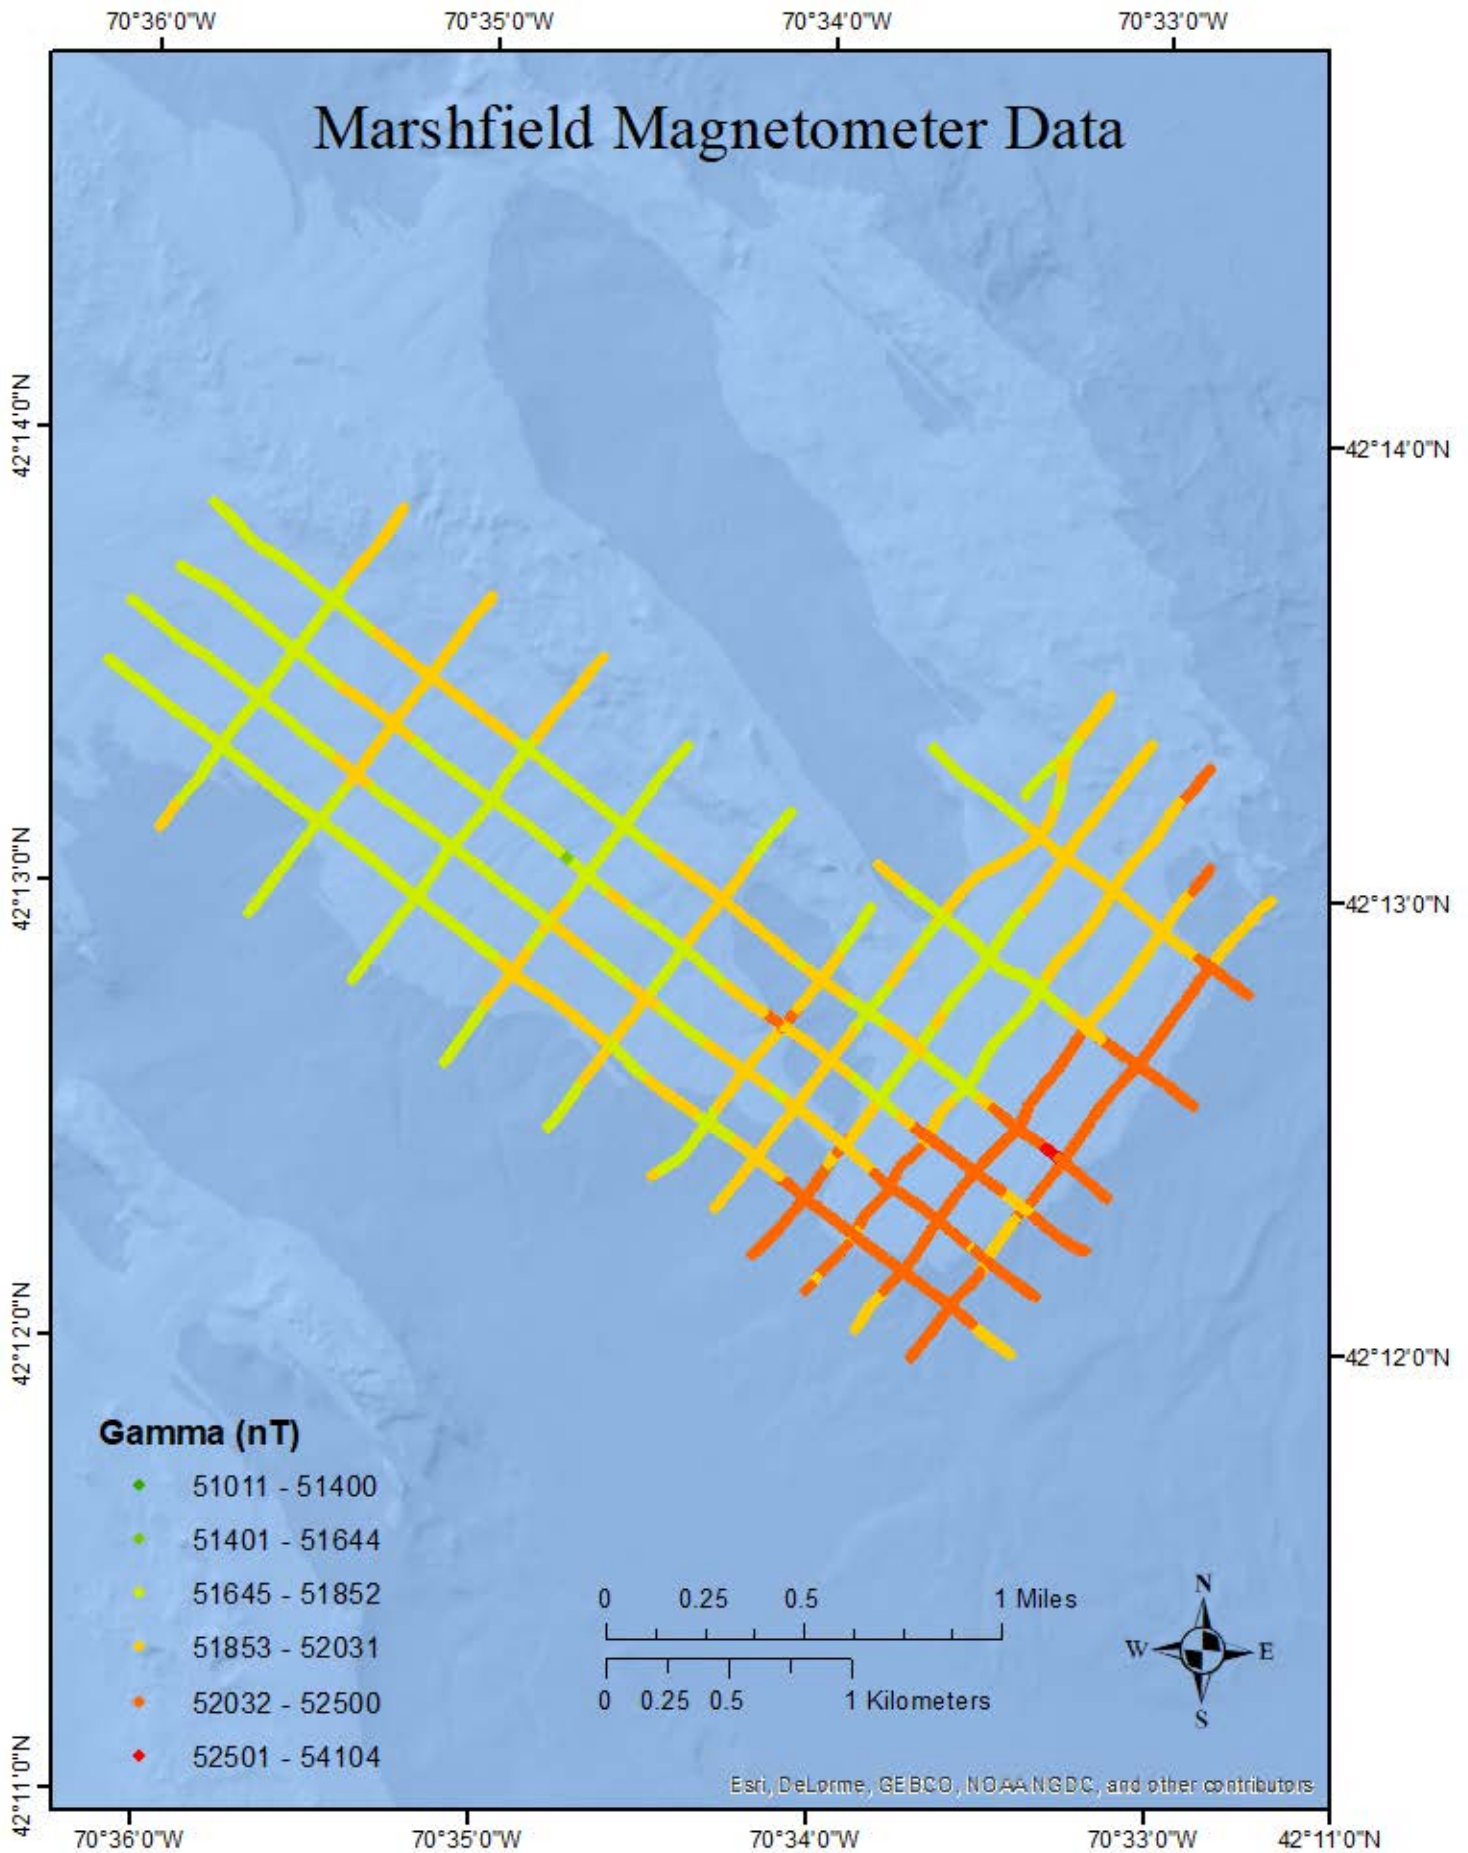 70°36'0"W 70°35'0"W 70°34'0"W 70°33'0"W
Marshfield Magnetometer Data
42°14'0"N
42°14'0"N
42°13'0"N
42°13'0"N
42°12'0"N
42°12'0"N
Gamma (nT)
51011 - 51400
51401 - 51644
51645 - 51852
51853 - 52031
52032 - 52500
52501 - 54104
0 0.25 0.5 1 Miles
0 0.25 0.5 1 Kilometers
N
W E
S
Esri, DeLorme, GEBCO, NOAA NGDC, and other contributors
42°11'0"N
70°36'0"W 70°35'0"W 70°34'0"W 70°33'0"W 42°11'0"N